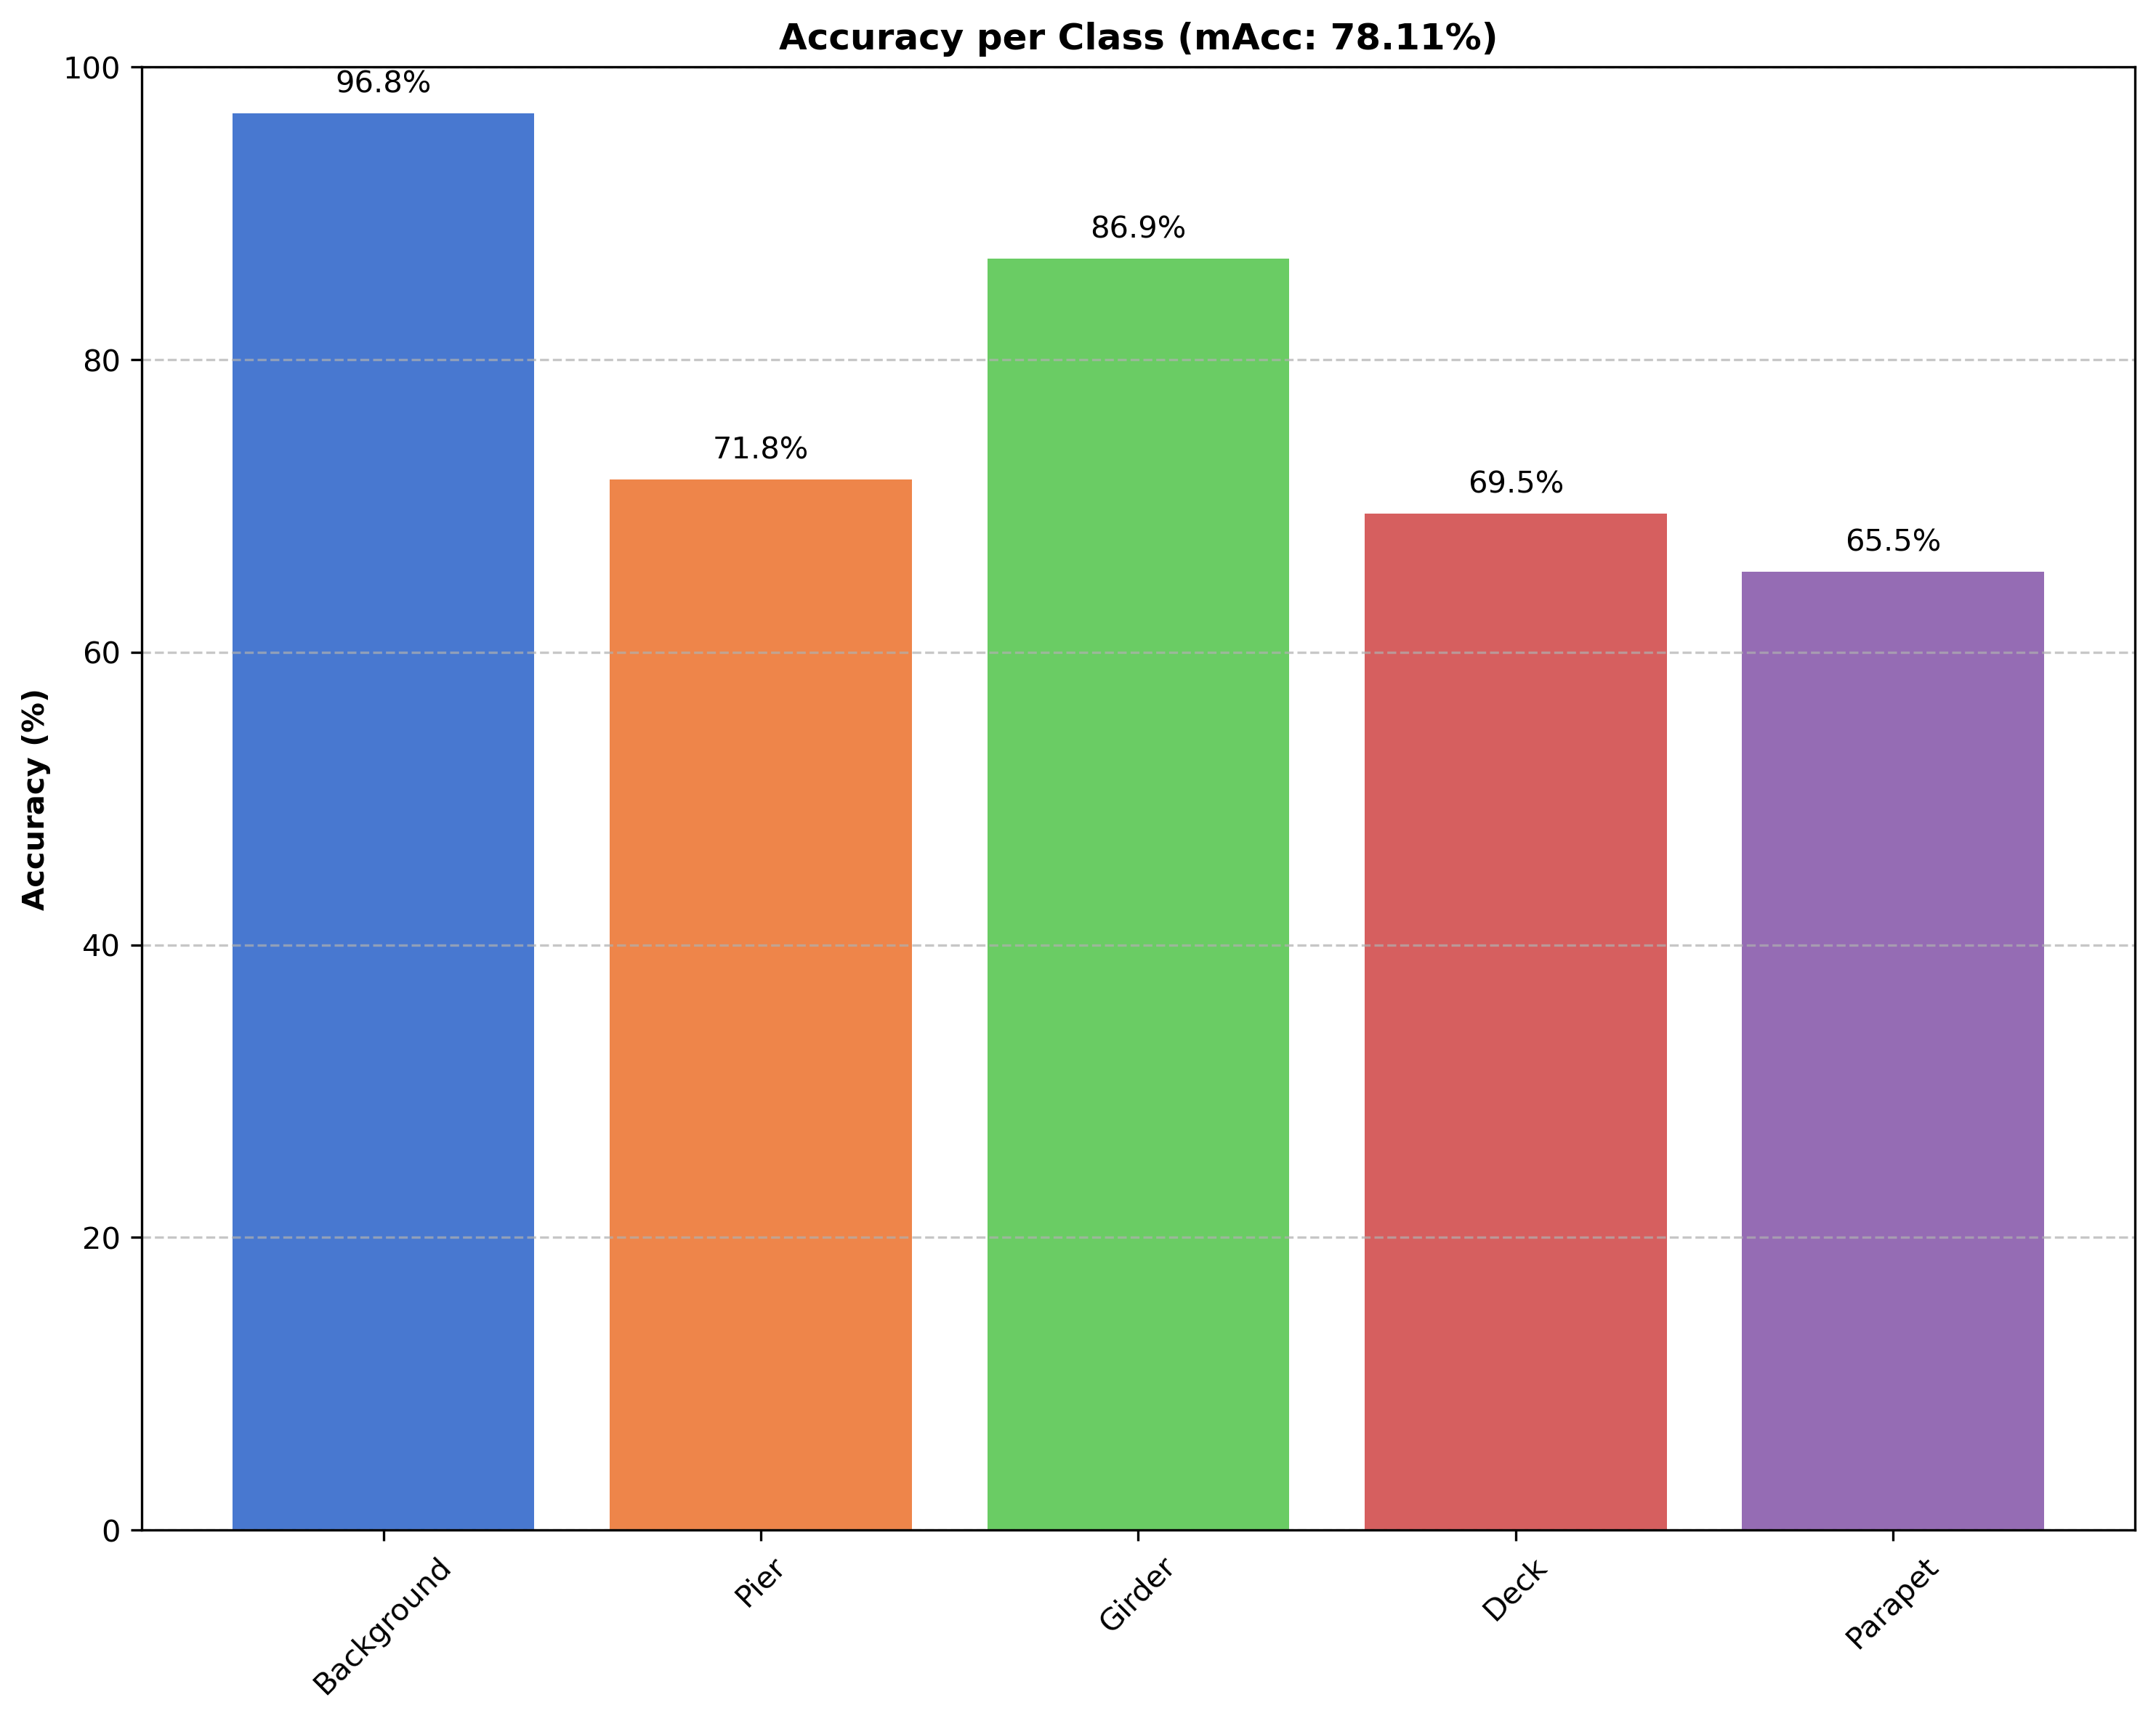 Accuracy per Class (mAcc: 78.11%)
100
96.8%
86.9%
80
71.8%
69.5%
65.5%
60
Accuracy (%)
40
20
0
Background
Pier
Girder
Deck
Parapet